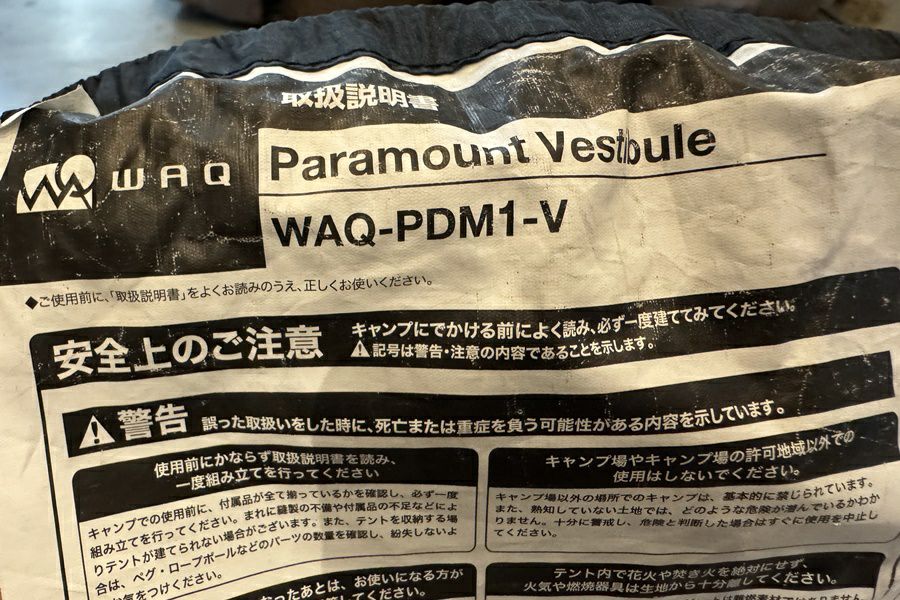 取扱説明書
WAQ
Paramount Vestibule
WAQ-PDM1-V
◆ご使用前に、「取扱説明書」をよくお読みのうえ、正しくお使いください。
安全上のご注意
キャンプにでかける前によく読み、必ず一度建ててみてください。
⚠記号は警告・注意の内容であることを示します。
⚠警告 誤った取扱いをした時に、死亡または重症を負う可能性がある内容を示しています。
使用前にかならず取扱説明書を読み、
一度組み立てを行ってください
キャンプでの使用前に、付属品が全て揃っているかを確認し、必ず一度
組み立てを行ってください。まれに縫製の不備や付属品の不足などによ
りテントが建てられない場合がございます。また、テントを収納する場
合は、ペグ・ロープポールなどのパーツの数量を確認し、紛失しないよ
お気をつけください。
キャンプ場やキャンプ場の許可地域以外での
使用はしないでください。
キャンプ場以外の場所でのキャンプは、基本的に禁じられています。
また、熟知していない土地では、どのような危険が潜んでいるかわか
りません。十分に警戒し、危険と判断した場合はすぐに使用を中止し
てください。
なったあとは、お使いになる方が
テント内で花火や焚き火を絶対にせず、
火気や燃焼器具は生地から十分離してください。